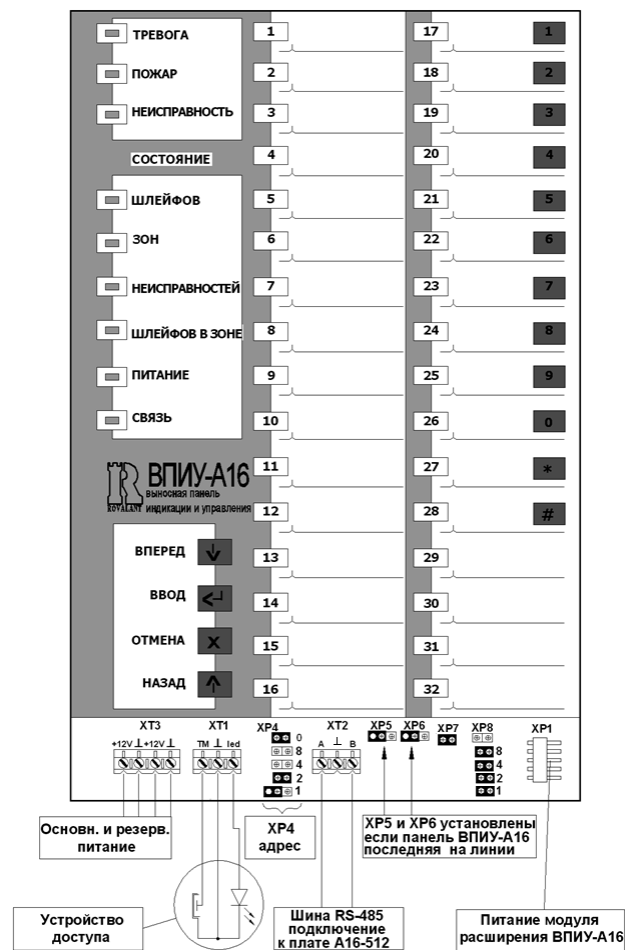 ТРЕВОГА
ПОЖАР
НЕИСПРАВНОСТЬ
СОСТОЯНИЕ
ШЛЕЙФОВ
ЗОН
НЕИСПРАВНОСТЕЙ
ШЛЕЙФОВ В ЗОНЕ
ПИТАНИЕ
СВЯЗЬ
R
ROVALANT
ВПИУ-А16
выносная панель
индикации и управления
ВПЕРЕД
ВВОД
ОТМЕНА
X
НАЗАД
1
2
3
4
5
6
7
8
9
10
11
12
13
14
15
16
17
18
19
20
21
22
23
24
25
26
27
28
29
30
31
32
1
2
3
4
5
6
7
8
9
0
*
#
XT3
+12V ⊥ +12V ⊥
XT1
TM ⊥ led
XP4
0
8
4
2
1
XT2
A ⊥ B
XP5
XP6
XP7
XP8
8
4
2
1
XP1
Основн. и резерв.
питание
XP4
адрес
XP5 и XP6 установлены
если панель ВПИУ-А16
последняя на линии
Устройство
доступа
Шина RS-485
подключение
к плате А16-512
Питание модуля
расширения ВПИУ-А16